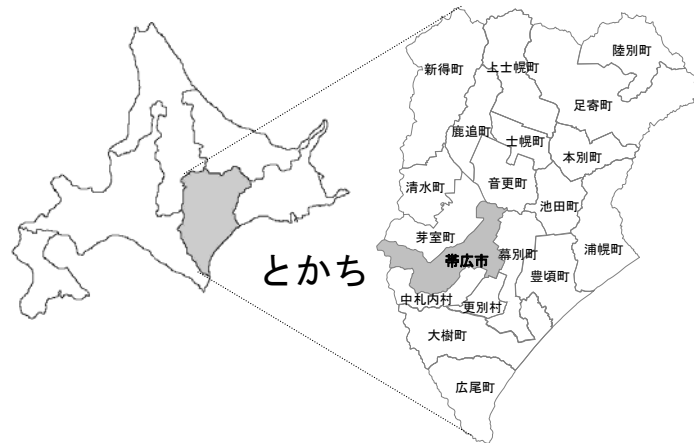 陸別町
新得町
上士幌町
足寄町
鹿追町
士幌町
本別町
清水町
音更町
池田町
芽室町
浦幌町
幕別町
帯広市
豊頃町
とかち
中札内村
更別村
大樹町
広尾町